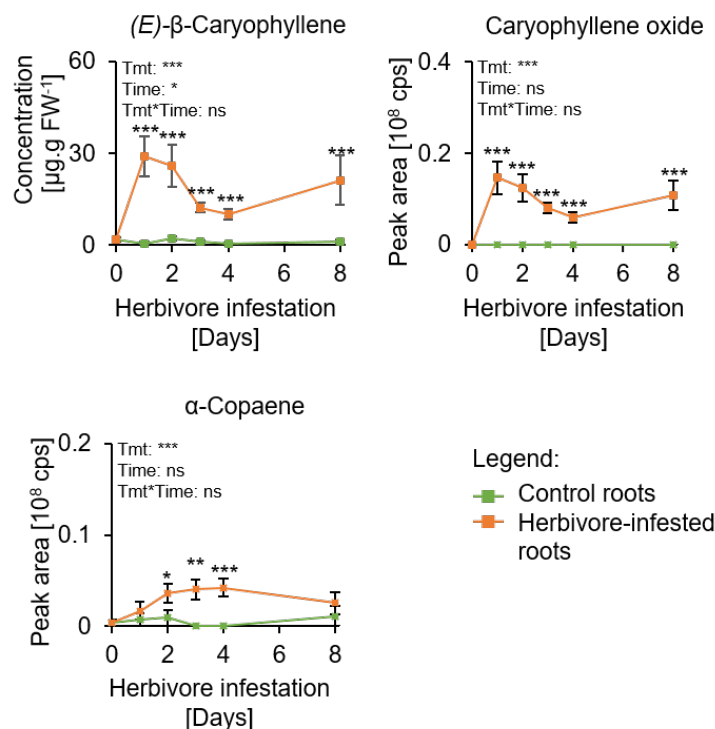 (E)-β-Caryophyllene
60
30
0
Concentration
[µg.g FW-1]
Tmt: ***
Time: *
Tmt*Time: ns
***
***
***
***
***
0 2 4 6 8
Herbivore infestation
[Days]
Caryophyllene oxide
0.4
0.2
0
Peak area [10⁸ cps]
Tmt: ***
Time: ns
Tmt*Time: ns
***
***
***
***
***
0 2 4 6 8
Herbivore infestation
[Days]
α-Copaene
0.2
0.1
0
Peak area [10⁸ cps]
Tmt: ***
Time: ns
Tmt*Time: ns
*
**
***
0 2 4 6 8
Herbivore infestation
[Days]
Legend:
Control roots
Herbivore-infested
roots